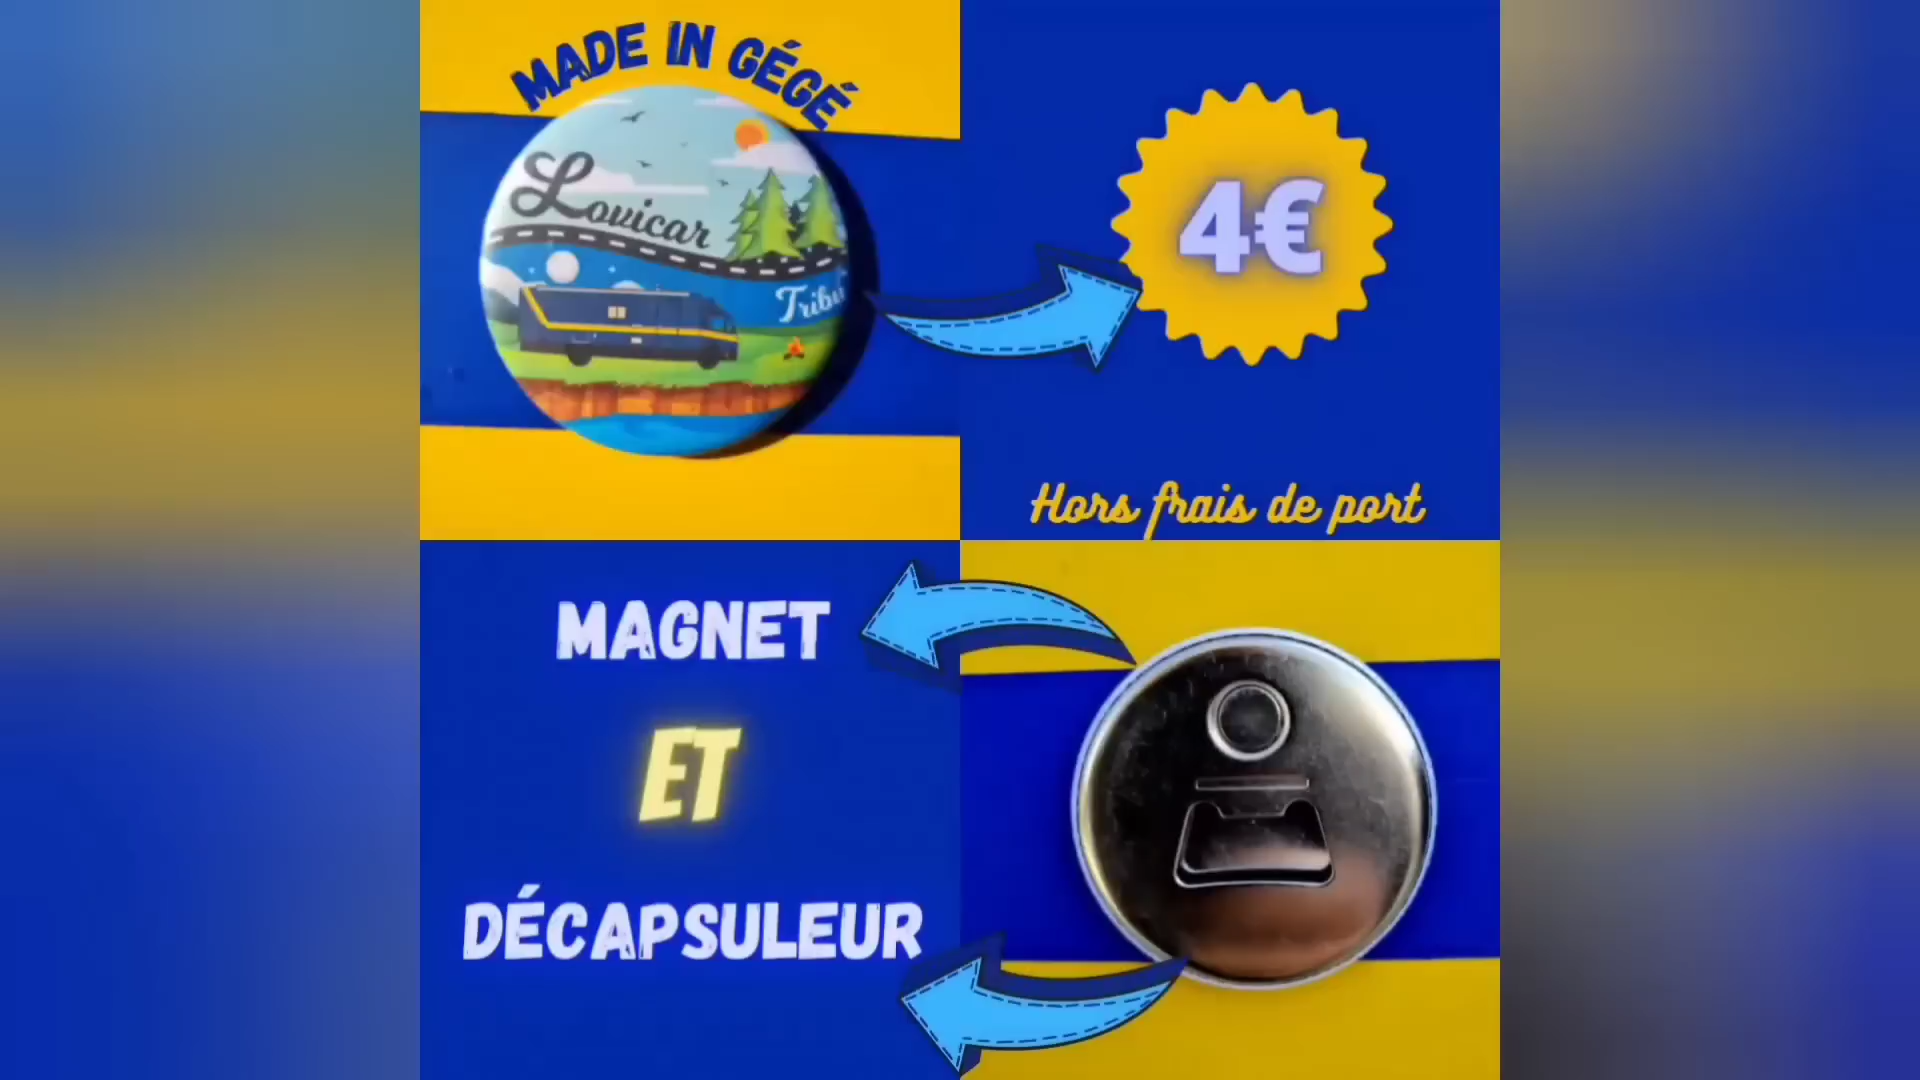 MADE IN GÉGÉ
Lovicar
Tribu
4€
Hors frais de port
MAGNET
ET
DÉCAPSULEUR